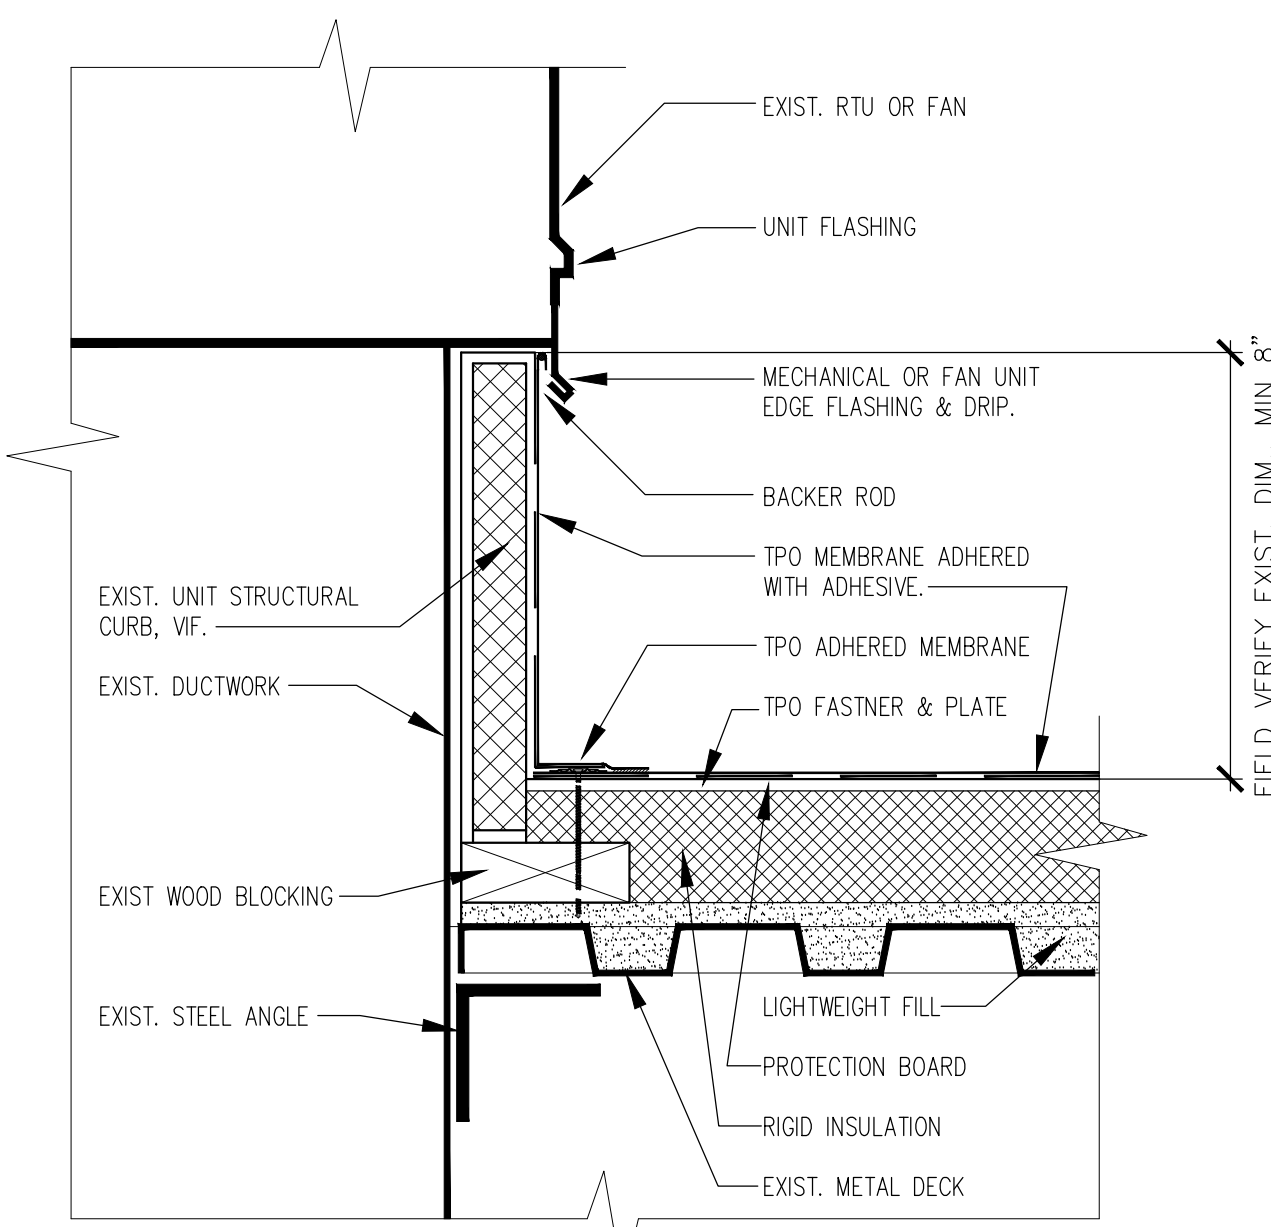 EXIST. RTU OR FAN
UNIT FLASHING
MECHANICAL OR FAN UNIT
EDGE FLASHING & DRIP.
BACKER ROD
TPO MEMBRANE ADHERED
WITH ADHESIVE.
TPO ADHERED MEMBRANE
TPO FASTNER & PLATE
EXIST. UNIT STRUCTURAL
CURB, VIF.
EXIST. DUCTWORK
EXIST WOOD BLOCKING
EXIST. STEEL ANGLE
LIGHTWEIGHT FILL
PROTECTION BOARD
RIGID INSULATION
EXIST. METAL DECK
FIELD VERIFY EXIST. DIM. MIN 8"